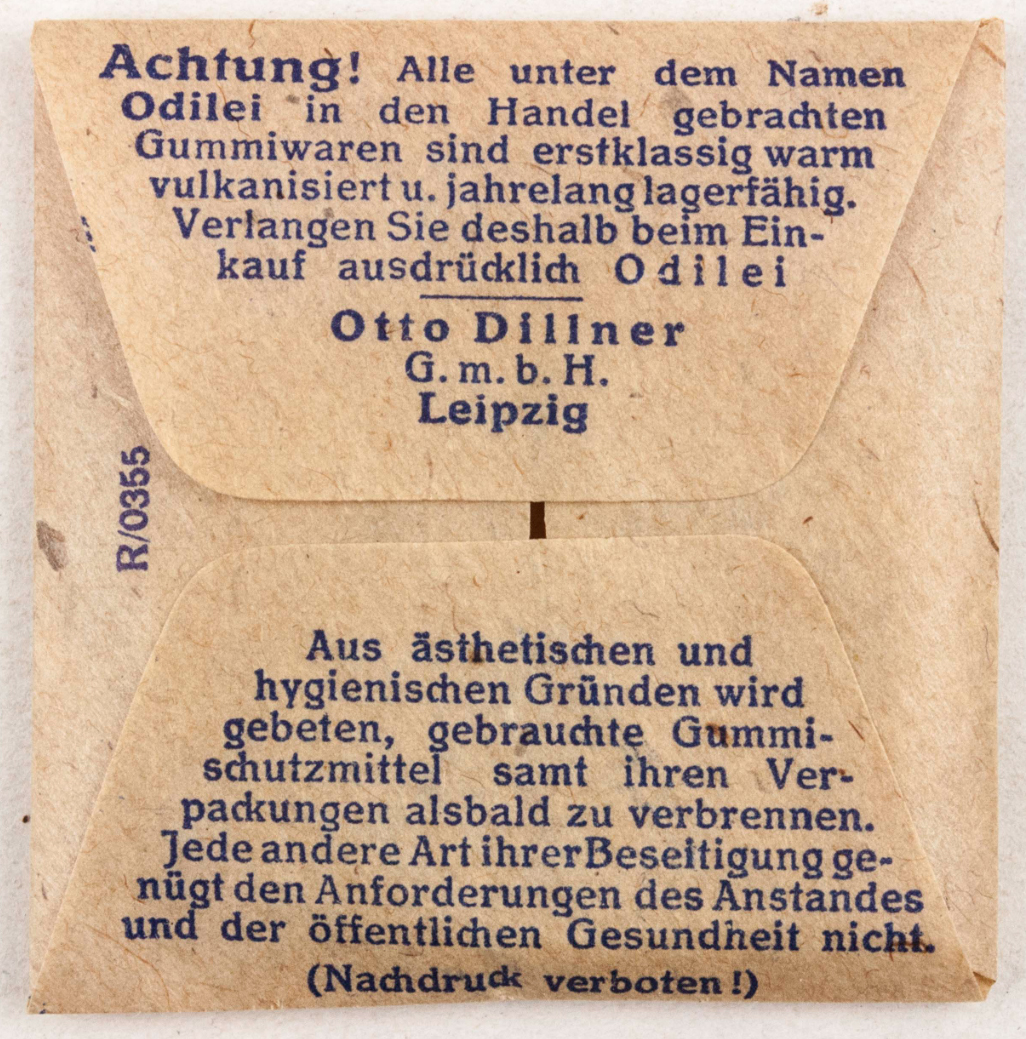 Achtung! Alle unter dem Namen
Odilei in den Handel gebrachten
Gummiwaren sind erstklassig warm
vulkanisiert u. jahrelang lagerfähig.
Verlangen Sie deshalb beim Ein-
kauf ausdrücklich Odilei
Otto Dillner
G. m. b. H.
Leipzig
R/0355
Aus ästhetischen und
hygienischen Gründen wird
gebeten, gebrauchte Gummi-
schutzmittel samt ihren Ver-
packungen alsbald zu verbrennen.
Jede andere Art ihrer Beseitigung ge-
nügt den Anforderungen des Anstandes
und der öffentlichen Gesundheit nicht.
(Nachdruck verboten!)